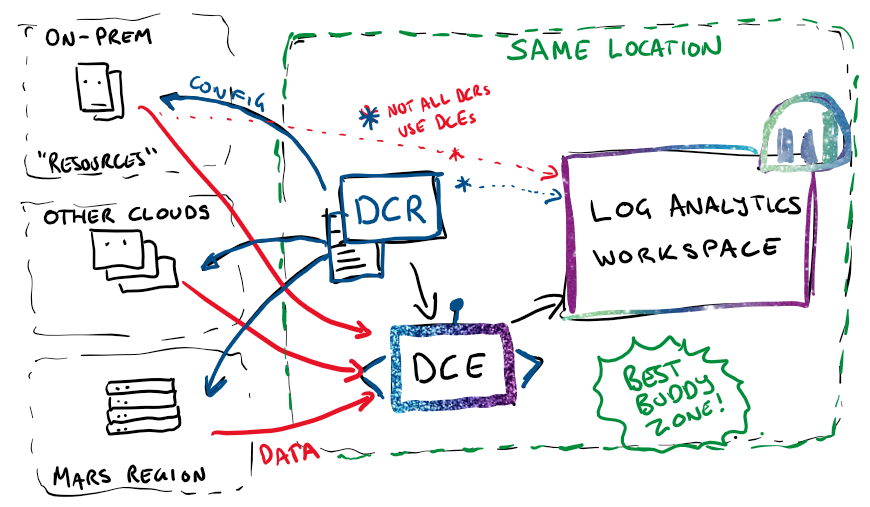 ON-PREM
"RESOURCES"
OTHER CLOUDS
MARS REGION
CONFIG
DATA
SAME LOCATION
* NOT ALL DCRs
USE DCEs
*
*
DCR
DCE
LOG ANALYTICS
WORKSPACE
BEST
BUDDY
ZONE!